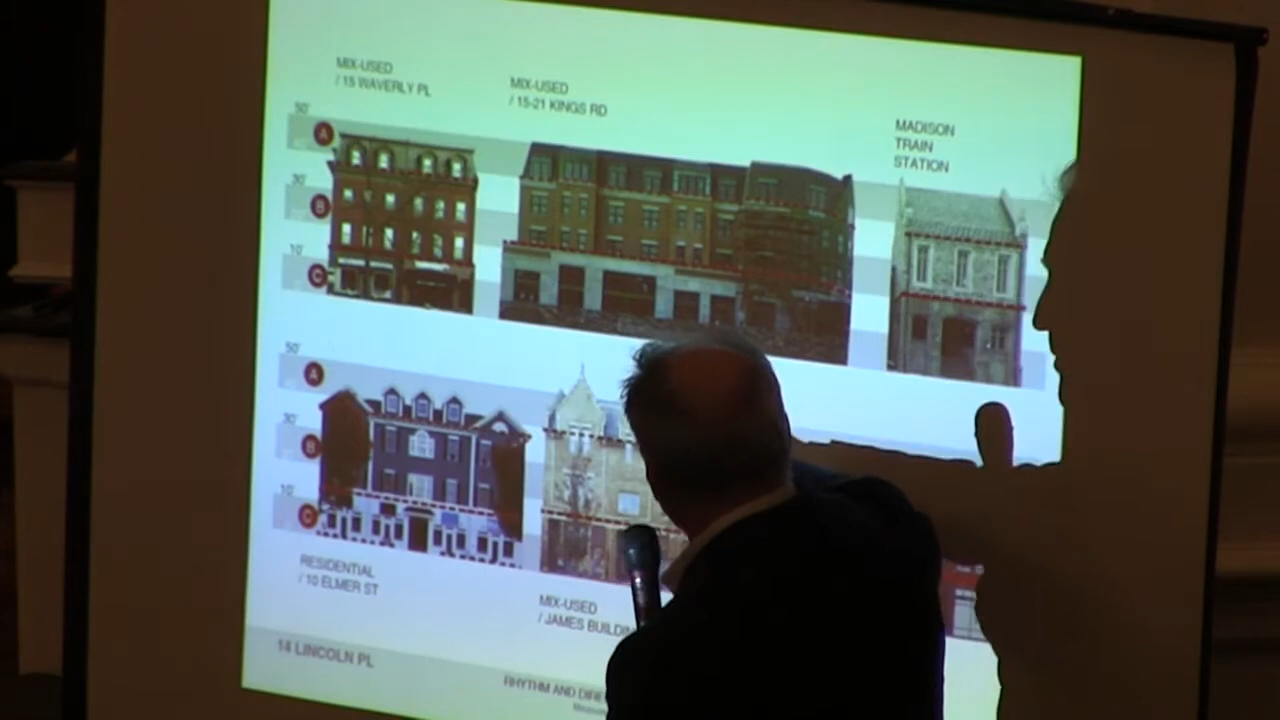 MIX-USED
/ 15 WAVERLY PL
MIX-USED
/ 15-21 KINGS RD
MADISON
TRAIN
STATION
50'
A
30'
B
10'
C
50'
A
30'
B
10'
C
RESIDENTIAL
/ 10 ELMER ST
MIX-USED
/ JAMES BUILDIN
14 LINCOLN PL
RHYTHM AND DIRE